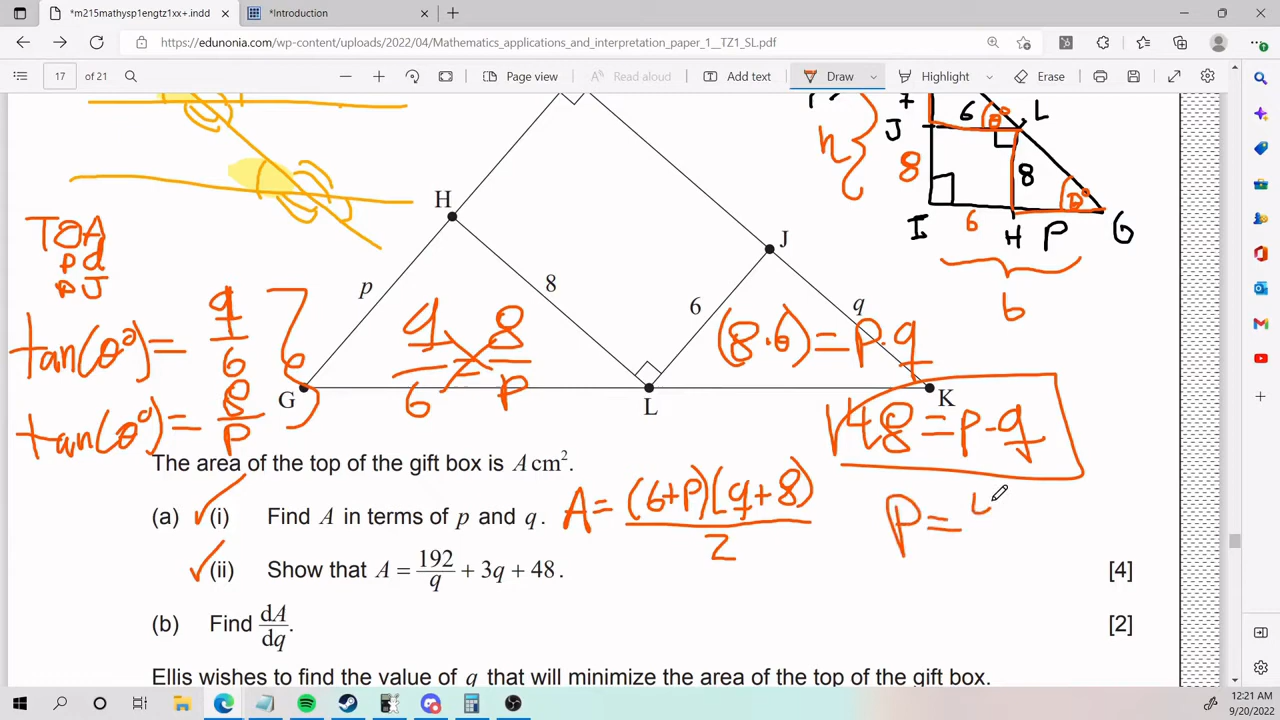 *m215mathysp1engtz1xx+.indd
*Introduction
https://edunonia.com/wp-content/uploads/2022/04/Mathematics_applications_and_interpretation_paper_1__TZ1_SL.pdf
17 of 21
Page view
Read aloud
Add text
Draw
Highlight
Erase
J
6
θ°
L
h
8
8
θ°
I
6
H
P
G
b
H
J
p
8
6
q
G
L
K
TOA
tan(θ°) = q/6
tan(θ°) = 8/P
q/6
8/P
(8·6) = p·q
48 = p·q
The area of the top of the gift box is A cm².
(a) (i) Find A in terms of p and q.
A = (6+p)(q+8)/2
P =
(ii) Show that A = 192/q + 3q + 48. [4]
(b) Find dA/dq. [2]
Ellis wishes to find the value of q that will minimize the area of the top of the gift box.
12:21 AM
9/20/2022